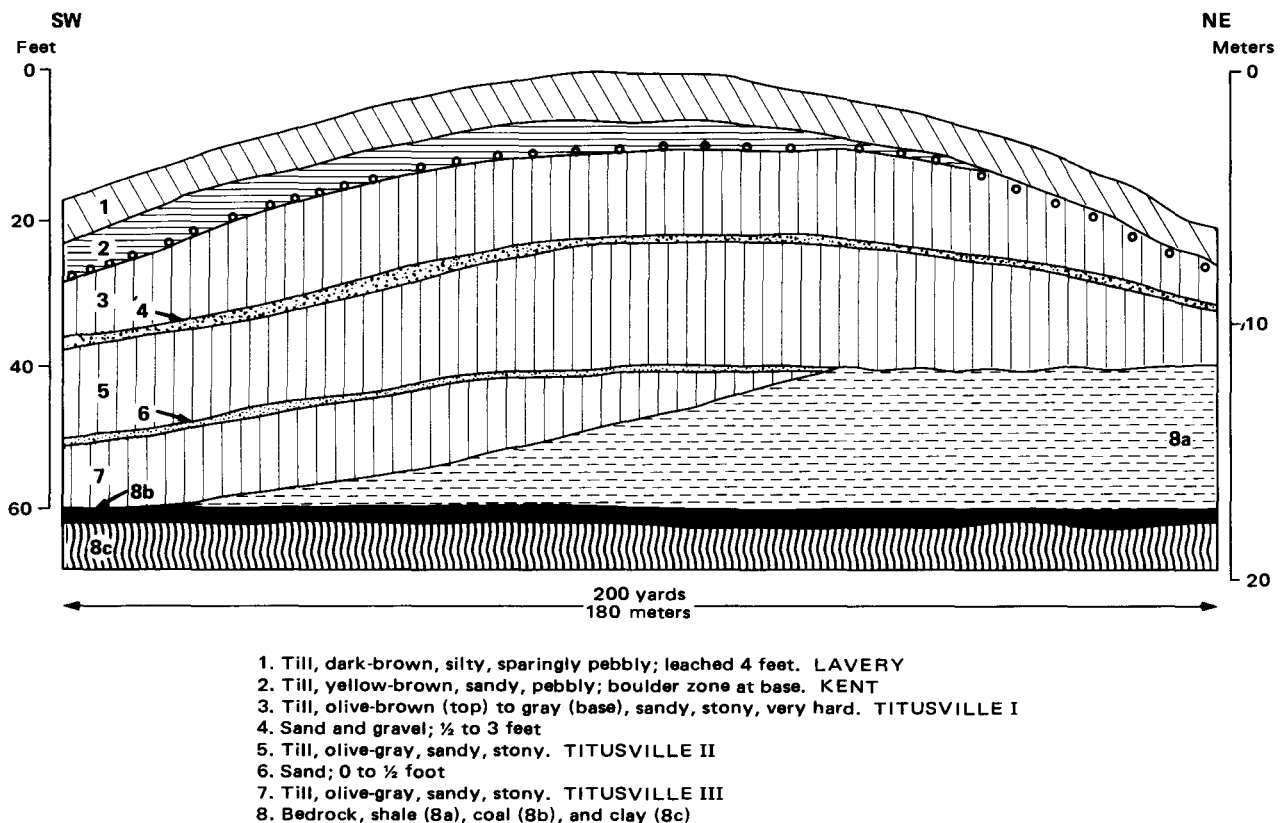 SW NE
Feet Meters
0 0
1
20
2
3
4
10
40
5
6
8a
7
8b
60
8c
20
200 yards
180 meters
1. Till, dark-brown, silty, sparingly pebbly; leached 4 feet. LAVERY
2. Till, yellow-brown, sandy, pebbly; boulder zone at base. KENT
3. Till, olive-brown (top) to gray (base), sandy, stony, very hard. TITUSVILLE I
4. Sand and gravel; ½ to 3 feet
5. Till, olive-gray, sandy, stony. TITUSVILLE II
6. Sand; 0 to ½ foot
7. Till, olive-gray, sandy, stony. TITUSVILLE III
8. Bedrock, shale (8a), coal (8b), and clay (8c)